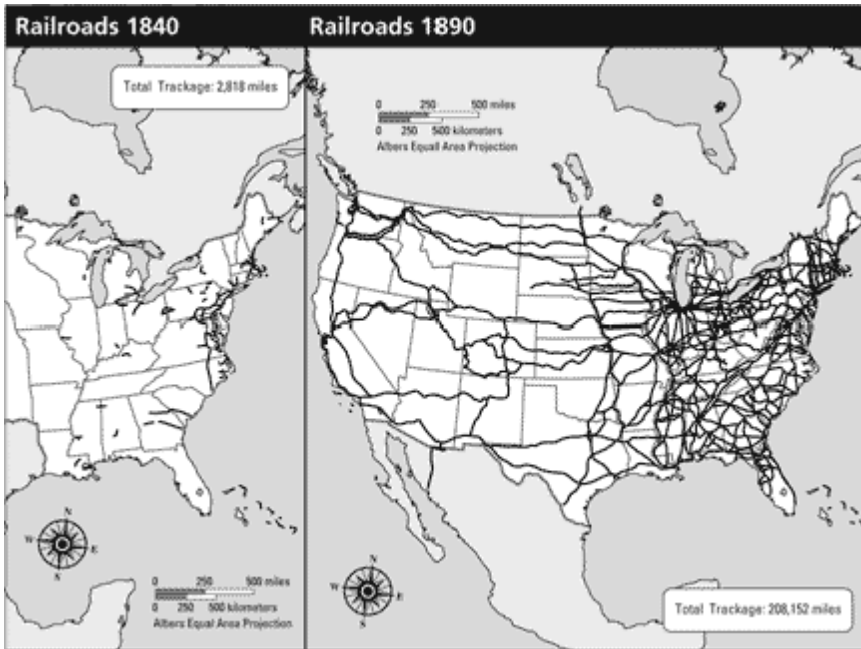 Railroads 1840
Total Trackage: 2,818 miles
N
W
E
S
0 250 500 miles
0 250 500 kilometers
Albers Equal Area Projection
Railroads 1890
0 250 500 miles
0 250 500 kilometers
Albers Equall Area Projection
N
W
E
S
Total Trackage: 208,152 miles